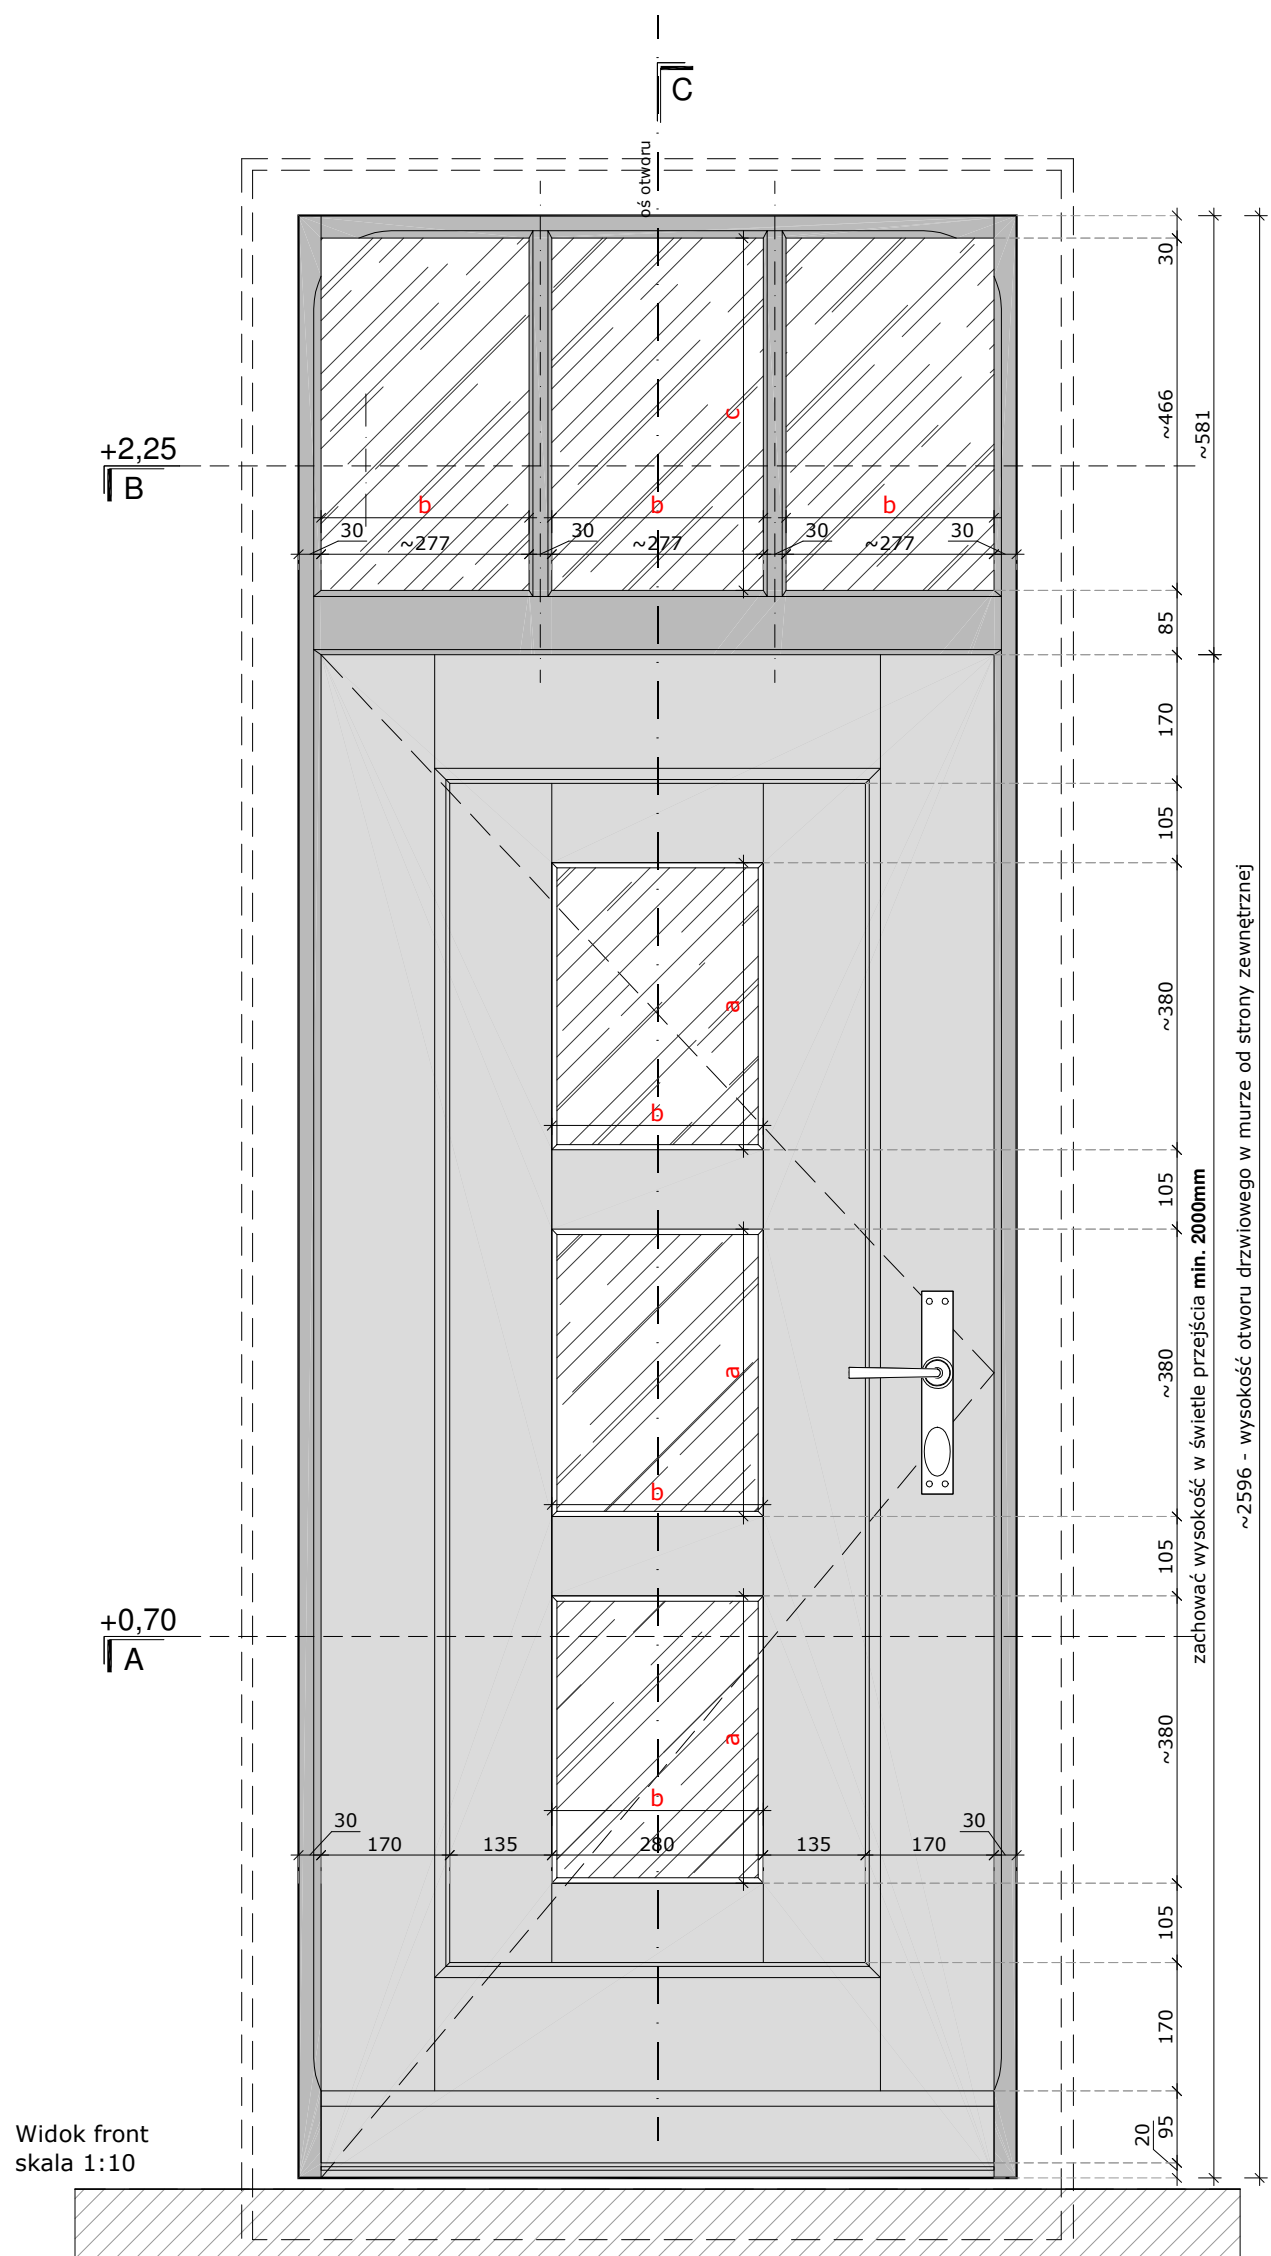 C
oś otworu
30
~466
~581
+2,25
B
c
b
b
b
30
~277
30
~277
30
~277
30
85
170
105
a
~380
b
105
zachować wysokość w świetle przejścia min. 2000mm
~2596 - wysokość otworu drzwiowego w murze od strony zewnętrznej
a
~380
b
105
+0,70
A
a
~380
b
30
170
135
280
135
170
30
105
170
20
95
Widok front
skala 1:10